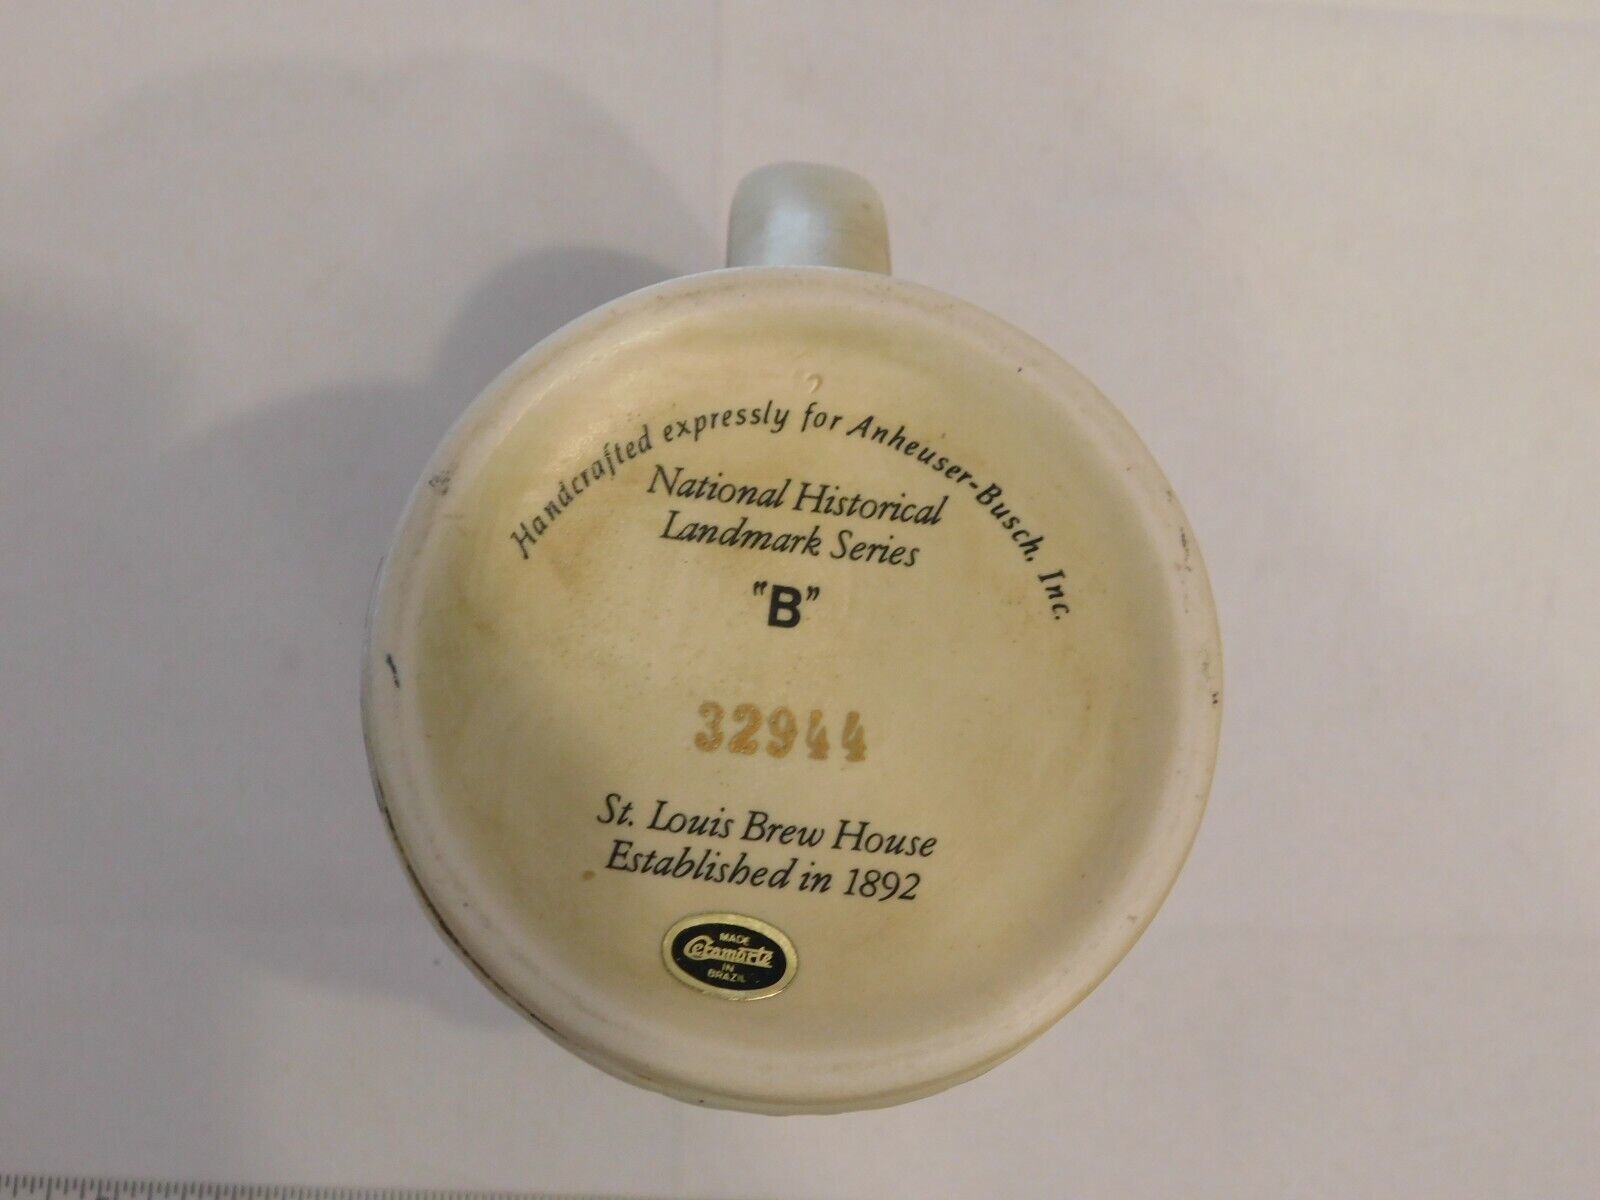 Handcrafted expressly for Anheuser-Busch, Inc.
National Historical
Landmark Series
"B"
32944
St. Louis Brew House
Established in 1892
MADE
Ceramarte
IN
BRAZIL